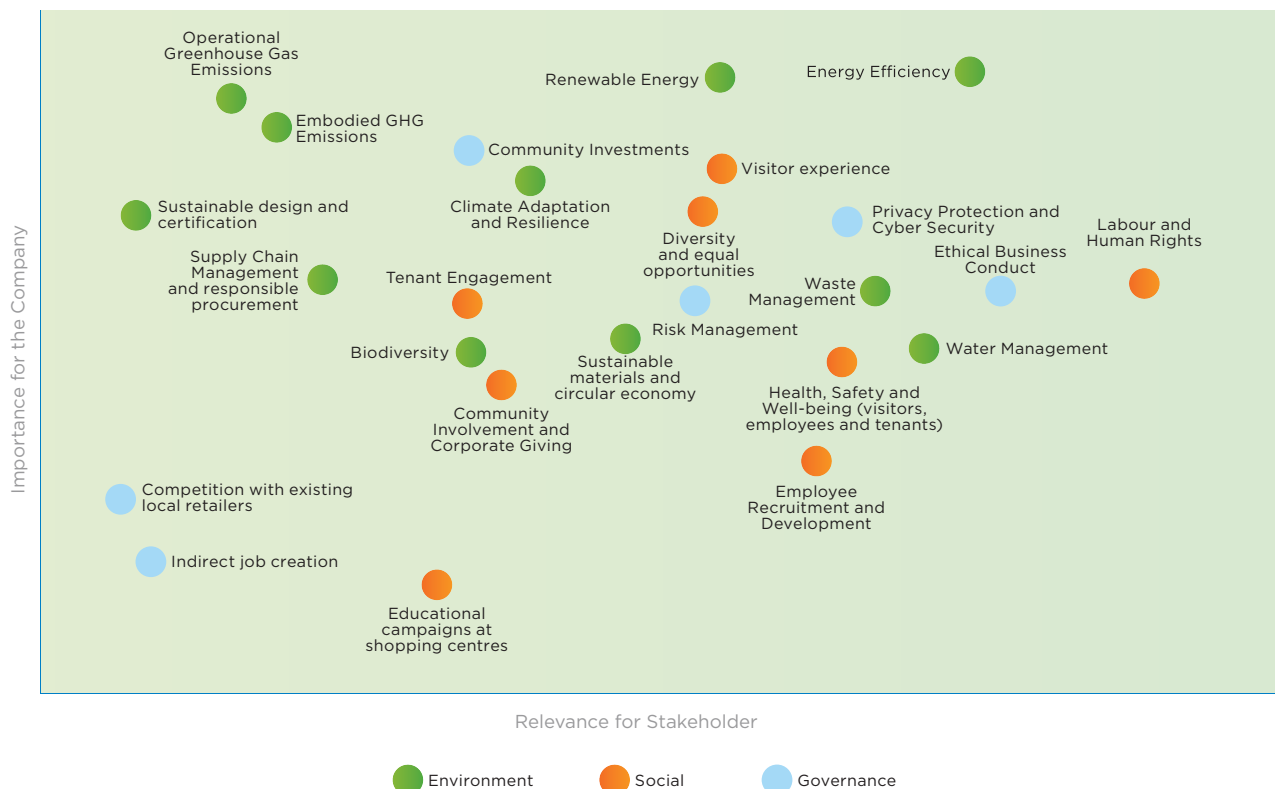 Operational
Greenhouse Gas
Emissions
Renewable Energy
Energy Efficiency
Embodied GHG
Emissions
Community Investments
Visitor experience
Climate Adaptation
and Resilience
Sustainable design and
certification
Privacy Protection and
Cyber Security
Labour and
Human Rights
Diversity
and equal
opportunities
Ethical Business
Conduct
Supply Chain
Management
and responsible
procurement
Tenant Engagement
Waste
Management
Risk Management
Biodiversity
Sustainable
materials and
circular economy
Water Management
Health, Safety and
Well-being (visitors,
employees and tenants)
Community
Involvement and
Corporate Giving
Competition with existing
local retailers
Employee
Recruitment and
Development
Indirect job creation
Educational
campaigns at
shopping centres
Importance for the Company
Relevance for Stakeholder
Environment
Social
Governance